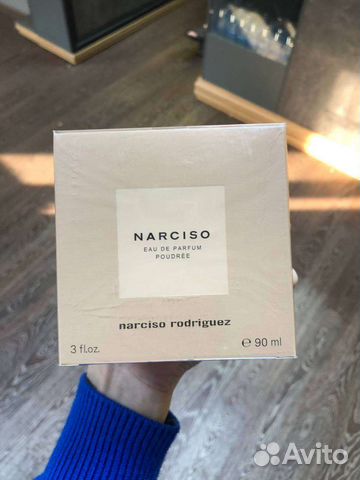 NARCISO
EAU DE PARFUM
POUDRÉE
narciso rodriguez
3 fl.oz. ℮ 90 ml
Avito